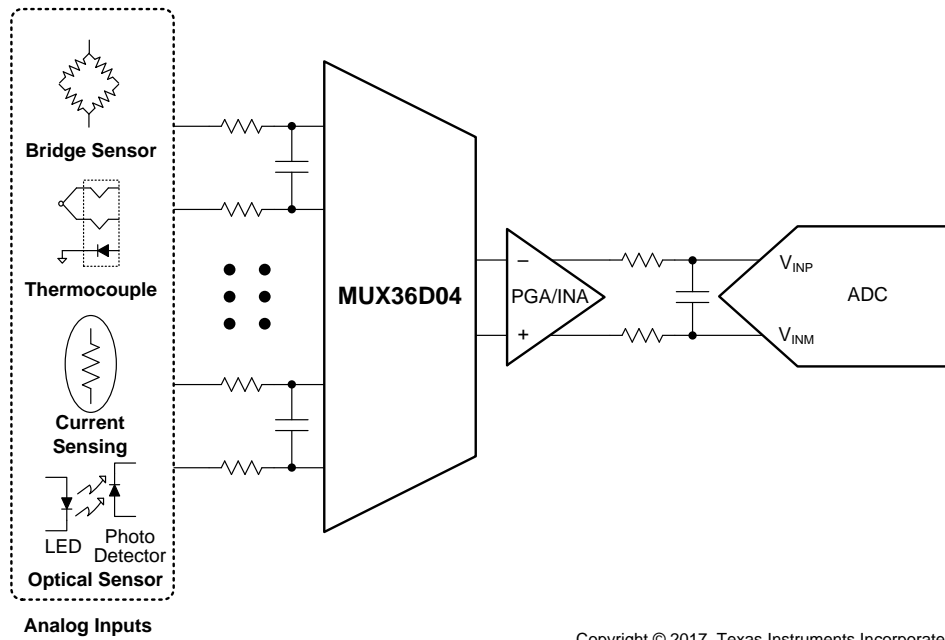 Bridge Sensor
Thermocouple
Current
Sensing
LED
Photo
Detector
Optical Sensor
Analog Inputs
MUX36D04
−
PGA/INA
+
VINP
VINM
ADC
Copyright © 2017, Texas Instruments Incorporate